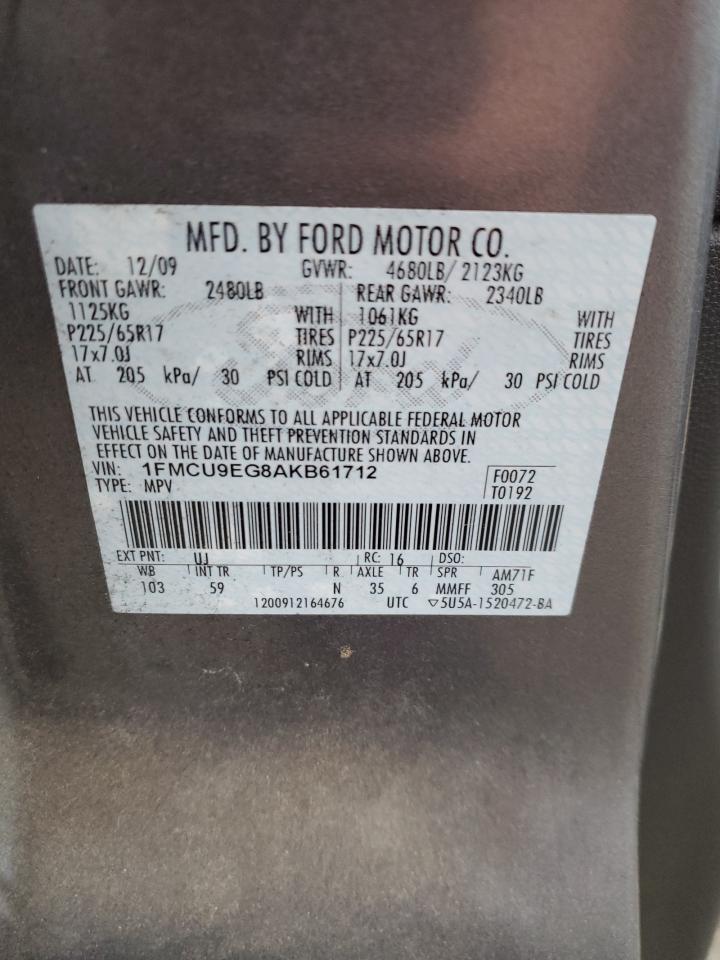 MFD. BY FORD MOTOR CO.
DATE: 12/09 GVWR: 4680LB/ 2123KG
FRONT GAWR: 2480LB REAR GAWR: 2340LB
1125KG WITH 1061KG WITH
P225/65R17 TIRES P225/65R17 TIRES
17x7.0J RIMS 17x7.0J RIMS
AT 205 kPa/ 30 PSI COLD AT 205 kPa/ 30 PSI COLD
THIS VEHICLE CONFORMS TO ALL APPLICABLE FEDERAL MOTOR
VEHICLE SAFETY AND THEFT PREVENTION STANDARDS IN
EFFECT ON THE DATE OF MANUFACTURE SHOWN ABOVE.
VIN: 1FMCU9EG8AKB61712 F0072
TYPE: MPV T0192
EXT PNT: UJ RC: 16 DSO:
WB INT TR TP/PS R AXLE TR SPR AM71F
103 59 N 35 6 MMFF 305
1200912164676 UTC ▽5U5A-1520472-BA